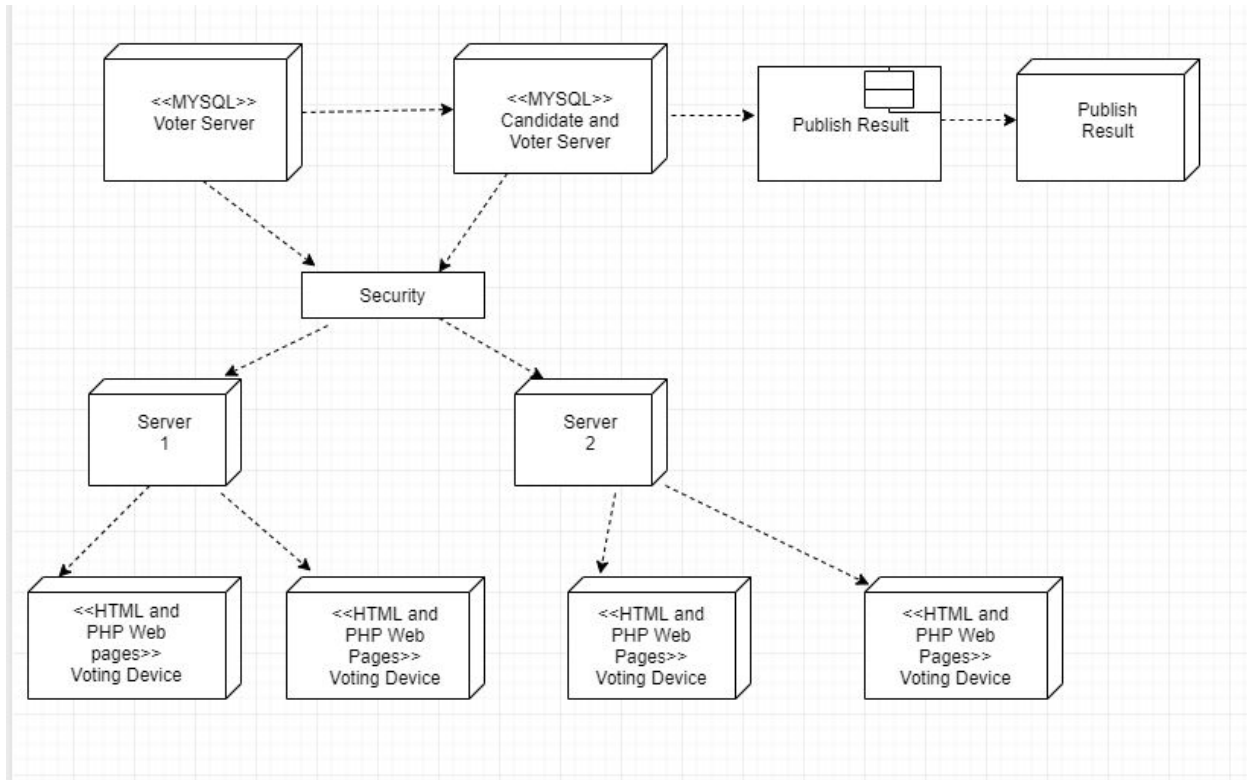 <<MYSQL>>
Voter Server
<<MYSQL>>
Candidate and
Voter Server
Publish Result
Publish
Result
Security
Server
1
Server
2
<<HTML and
PHP Web
pages>>
Voting Device
<<HTML and
PHP Web
Pages>>
Voting Device
<<HTML and
PHP Web
Pages>>
Voting Device
<<HTML and
PHP Web
Pages>>
Voting Device